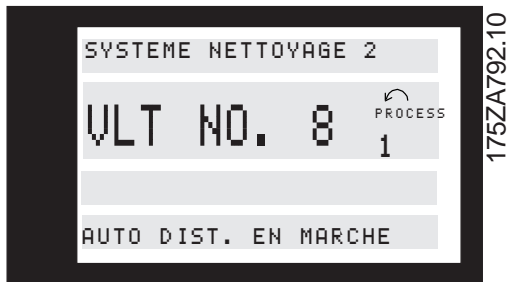 SYSTEME NETTOYAGE 2
VLT NO. 8
PROCESS
1
AUTO DIST. EN MARCHE
175ZA792.10